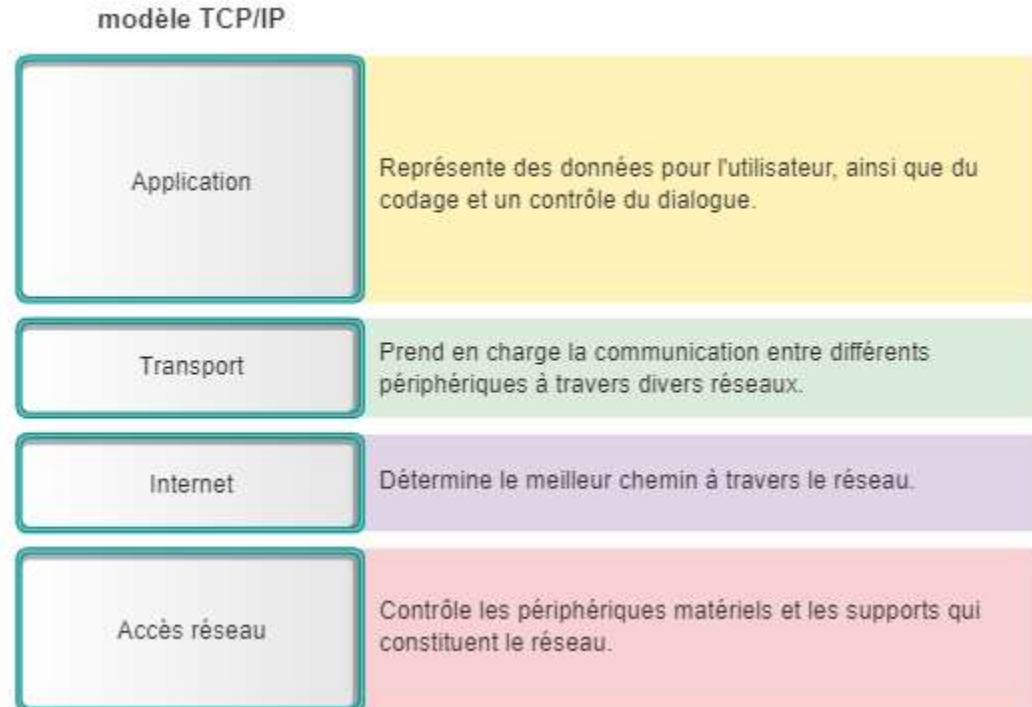 modèle TCP/IP
Application
Représente des données pour l'utilisateur, ainsi que du
codage et un contrôle du dialogue.
Transport
Prend en charge la communication entre différents
périphériques à travers divers réseaux.
Internet
Détermine le meilleur chemin à travers le réseau.
Accès réseau
Contrôle les périphériques matériels et les supports qui
constituent le réseau.